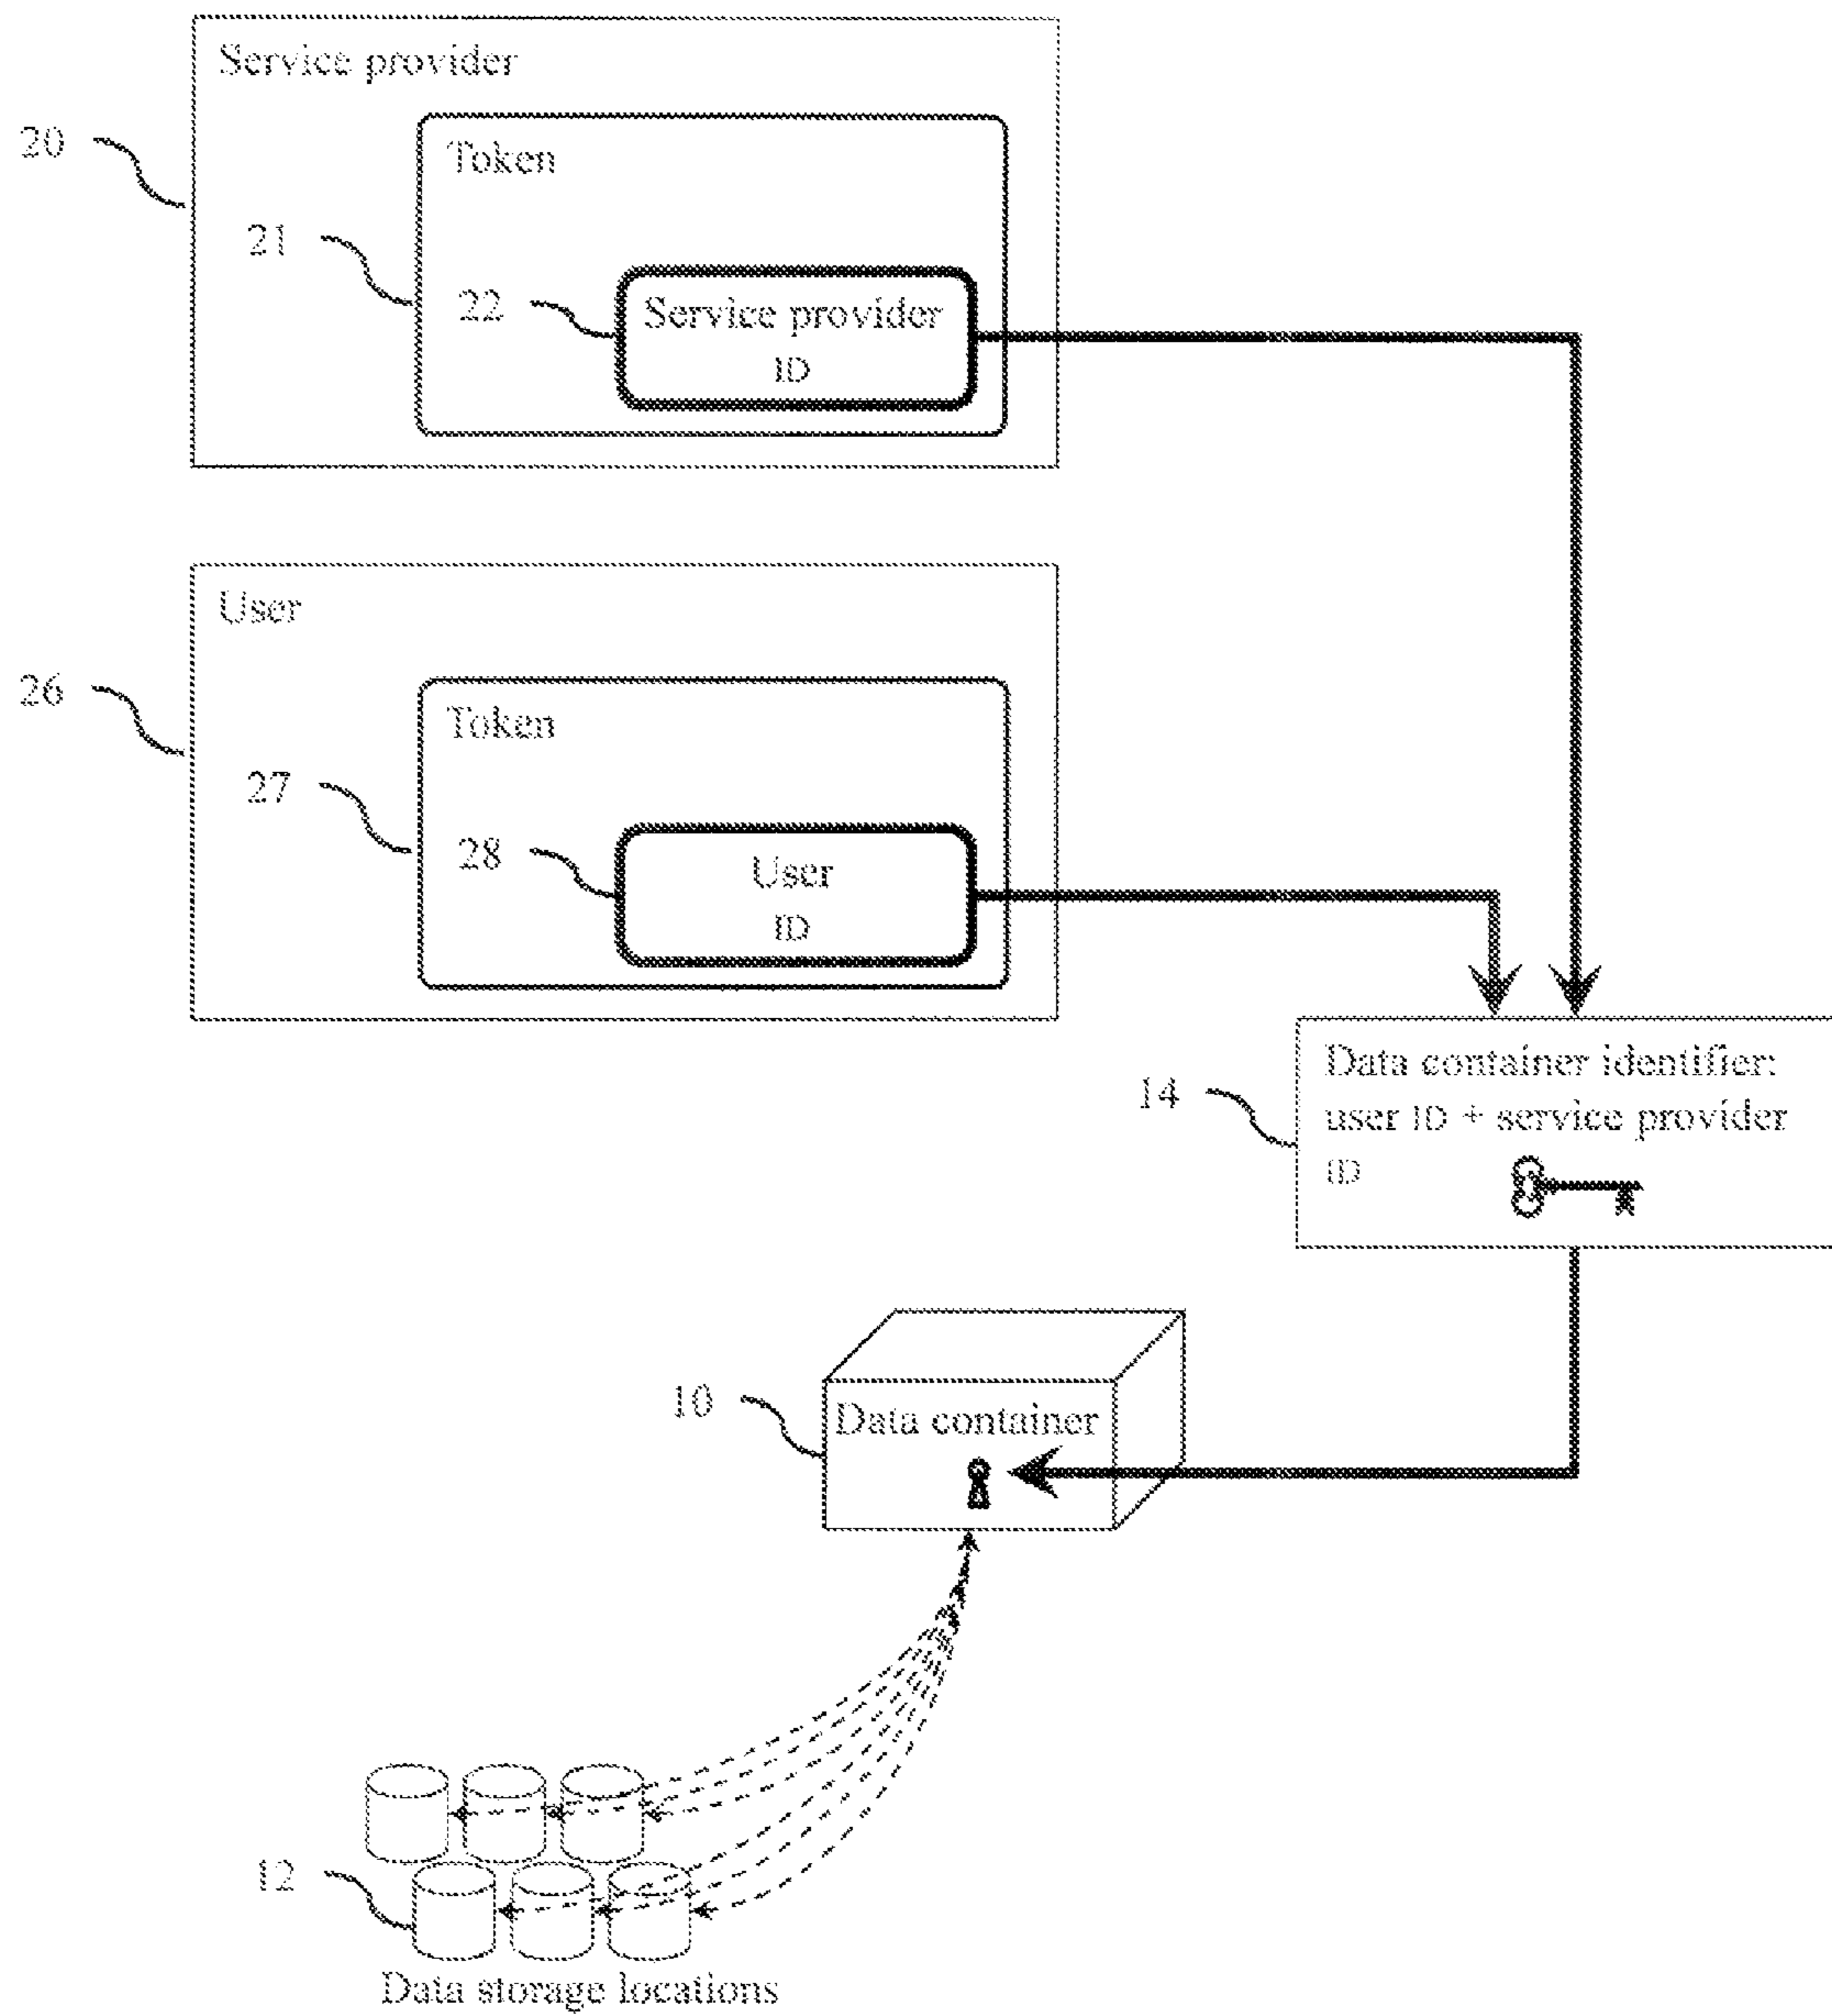 Service provider
20
Token
21
22
Service provider
ID
User
26
Token
27
28
User
ID
14
Data container identifier:
user ID + service provider
ID
10
Data container
12
Data storage locations